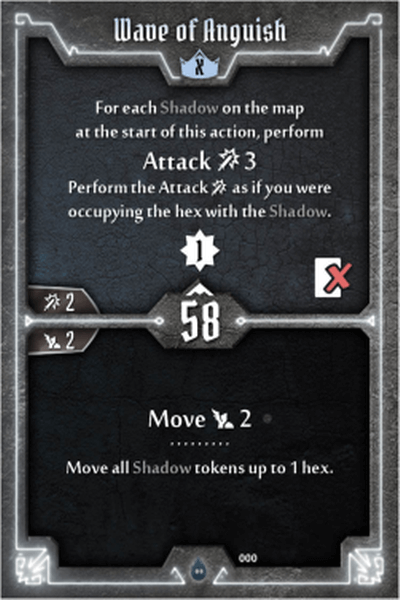 Wave of Anguish
X
For each Shadow on the map
at the start of this action, perform
Attack 3
Perform the Attack as if you were
occupying the hex with the Shadow.
1
2
58
2
Move 2
Move all Shadow tokens up to 1 hex.
000